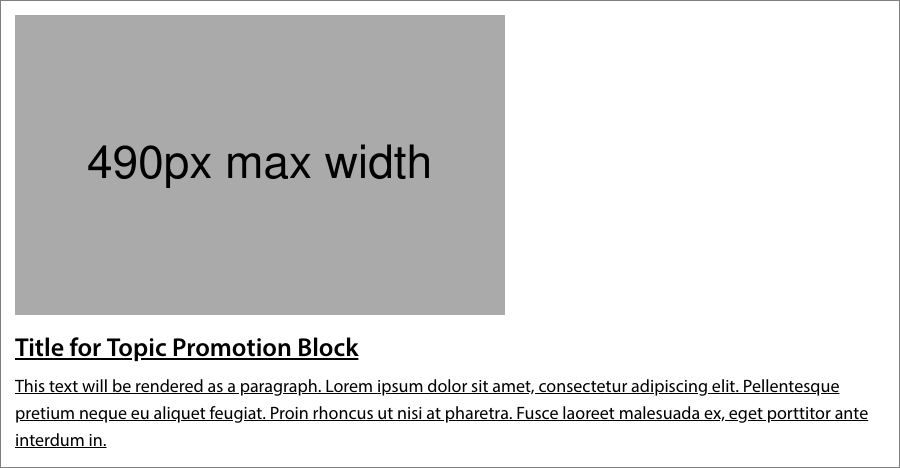 490px max width
Title for Topic Promotion Block
This text will be rendered as a paragraph. Lorem ipsum dolor sit amet, consectetur adipiscing elit. Pellentesque
pretium neque eu aliquet feugiat. Proin rhoncus ut nisi at pharetra. Fusce laoreet malesuada ex, eget porttitor ante
interdum in.